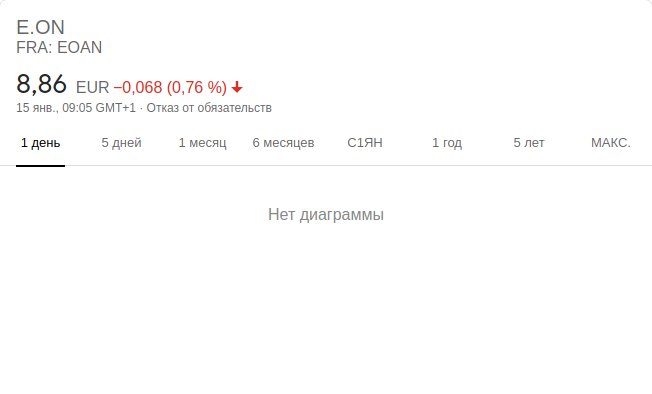 E.ON
FRA: EOAN
8,86 EUR −0,068 (0,76 %)
15 янв., 09:05 GMT+1 · Отказ от обязательств
1 день 5 дней 1 месяц 6 месяцев С1ЯН 1 год 5 лет МАКС.
Нет диаграммы